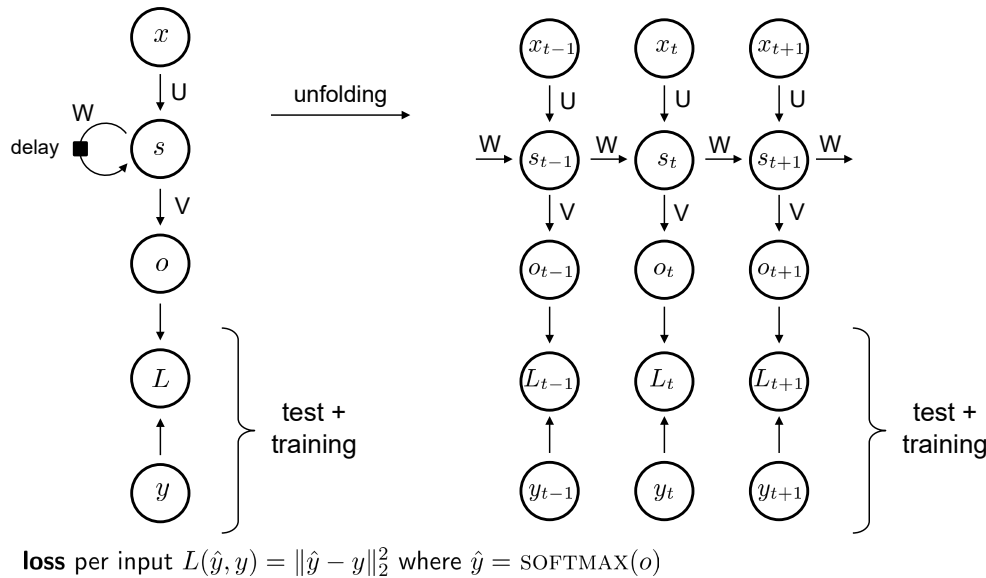 x
U
W
delay
s
V
o
L
test +
training
y
unfolding
x_{t−1} x_t x_{t+1}
U U U
W W W W
s_{t−1} s_t s_{t+1}
V V V
o_{t−1} o_t o_{t+1}
L_{t−1} L_t L_{t+1}
test +
training
y_{t−1} y_t y_{t+1}
loss per input L(ŷ, y) = ‖ŷ − y‖₂² where ŷ = SOFTMAX(o)